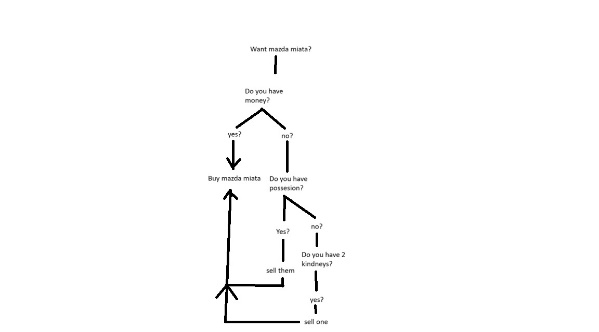 Want mazda miata?
Do you have
money?
yes?
no?
Buy mazda miata
Do you have
possesion?
Yes?
no?
Do you have 2
kindneys?
sell them
yes?
sell one